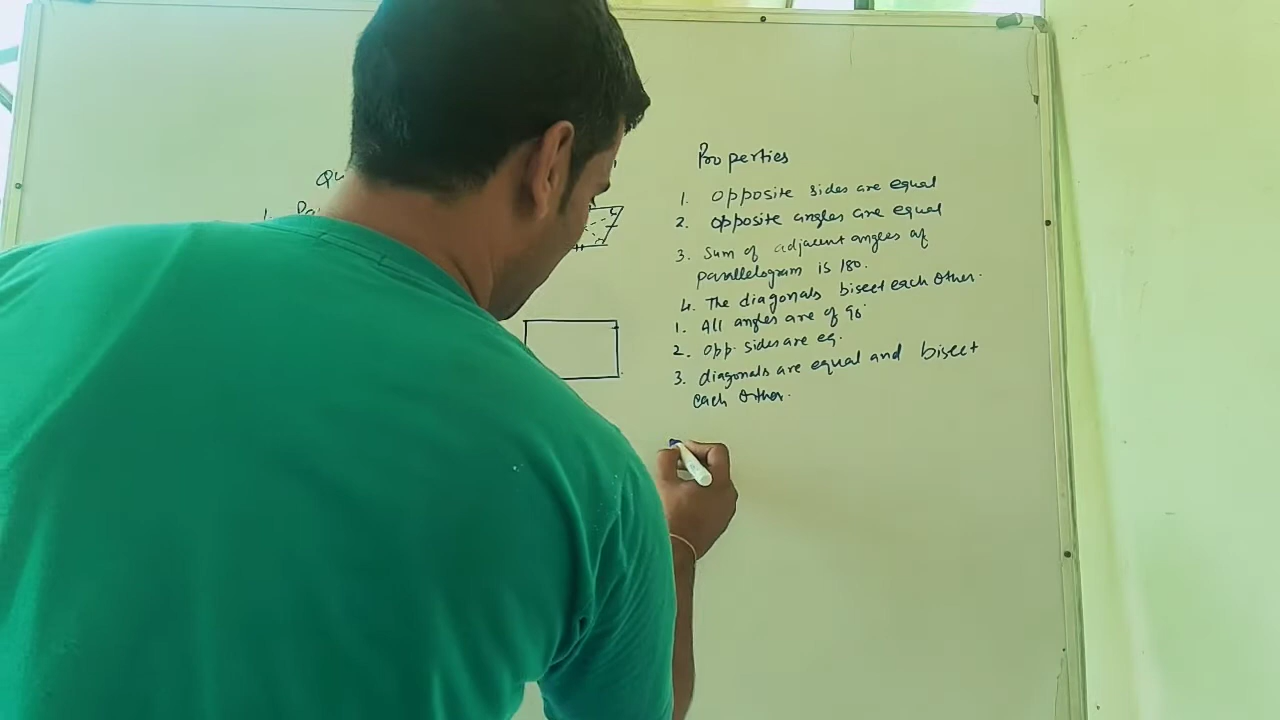 Properties
1. Opposite sides are equal
2. Opposite angles are equal
3. Sum of adjacent angles of
parallelogram is 180.
4. The diagonals bisect each other.
1. All angles are of 90°
2. Opp. sides are eq.
3. diagonals are equal and bisect
each other.